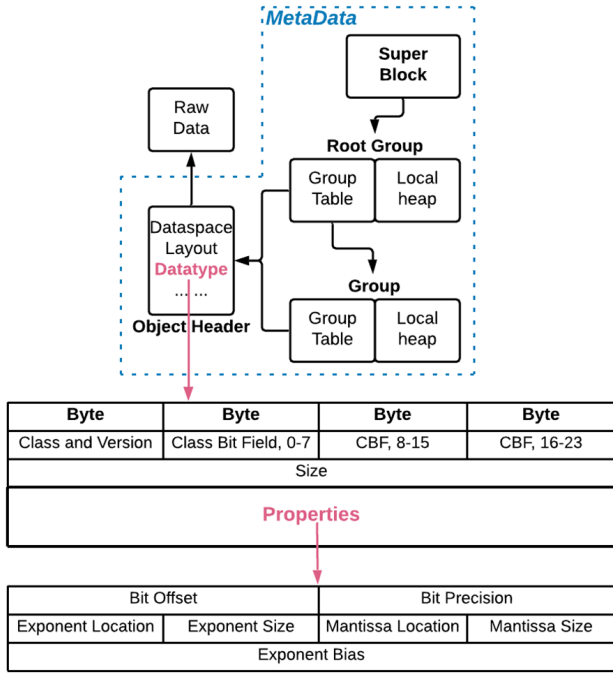 MetaData
Super
Block
Raw
Data
Root Group
Group
Table
Local
heap
Dataspace
Layout
Datatype
... ...
Object Header
Group
Group
Table
Local
heap
Byte Byte Byte Byte
Class and Version Class Bit Field, 0-7 CBF, 8-15 CBF, 16-23
Size
Properties
Bit Offset Bit Precision
Exponent Location Exponent Size Mantissa Location Mantissa Size
Exponent Bias